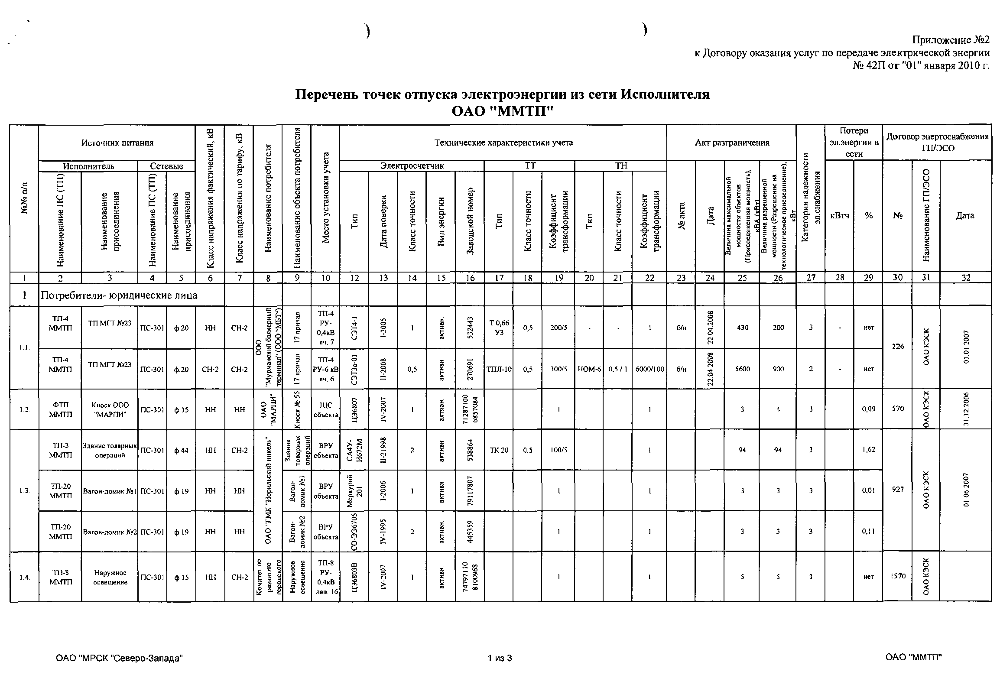 Приложение №2
к Договору оказания услуг по передаче электрической энергии
№ 42П от "01" января 2010 г.
Перечень точек отпуска электроэнергии из сети Исполнителя
ОАО "ММТП"
№№ п/п
Источник питания
Исполнитель
Сетевые
Наименование ПС (ТП)
Наименование присоединения
Наименование ПС (ТП)
Наименование присоединения
Класс напряжения фактический, кВ
Класс напряжения по тарифу, кВ
Наименование потребителя
Наименование объекта потребителя
Место установки учета
Технические характеристики учета
Электросчетчик
ТТ
ТН
Тип
Дата поверки
Класс точности
Вид энергии
Заводской номер
Тип
Класс точности
Коэффициент трансформации
Тип
Класс точности
Коэффициент трансформации
Акт разграничения
№ акта
Дата
Величина максимальной мощности объектов (Присоединенная мощность), кВА (кВт)
Величина разрешенной мощности (Разрешение на технологическое присоединение), кВт
Категория надежности эл.снабжения
Потери эл.энергии в сети
кВтч
%
Договор энергоснабжения ГП/ЭСО
№
Наименование ГП/ЭСО
Дата
1 2 3 4 5 6 7 8 9 10 12 13 14 15 16 17 18 19 20 21 22 23 24 25 26 27 28 29 30 31 32
1 Потребители- юридические лица
1.1. ТП-4 ММТП ТП МГТ №23 ПС-301 ф.20 НН СН-2 ООО "Мурманский балкерный терминал" (ООО "МБТ") 17 причал ТП-4 РУ-0,4кВ яч. 7 СЭТ4-1 I-2005 1 активн. 532443 Т 0,66 У3 0,5 200/5 - - 1 б/н 22.04.2008 430 200 3 - нет 226 ОАО КЭСК 01.01.2007
ТП-4 ММТП ТП МГТ №23 ПС-301 ф.20 СН-2 СН-2 17 причал ТП-4 РУ-6 кВ яч. 6 СЭТ3а-01 II-2008 0,5 активн. 270691 ТПЛ-10 0,5 300/5 НОМ-6 0,5 / 1 6000/100 б/н 22.04.2008 5600 900 2 - нет
1.2. ФТП ММТП Киоск ООО "МАРПИ" ПС-301 ф.15 НН НН ОАО "МАРПИ" Киоск № 55 ЩС объекта ЦЭ6807 IV-2007 1 активн. 71287100 6857084 1 1 3 4 3 0,09 570 ОАО КЭСК 31.12.2006
1.3. ТП-3 ММТП Здание товарных операций ПС-301 ф.44 НН СН-2 ОАО "ГМК "Норильский никель" Здание товарных операций ВРУ объекта СА4У-И672М II-21998 2 активн 538864 ТК 20 0,5 100/5 1 94 94 3 1,62 927 ОАО КЭСК 01 06 2007
ТП-20 ММТП Вагон-домик №1 ПС-301 ф.19 НН НН Вагон-домик №1 ВРУ объекта Меркурий 201 I-2006 1 активн. 79117807 1 1 3 3 3 0,01
ТП-20 ММТП Вагон-домик №2 ПС-301 ф.19 НН НН Вагон-домик №2 ВРУ объекта СО-ЭЭ6705 IV-1995 2 активн. 445359 1 1 3 3 3 0,11
1.4. ТП-8 ММТП Наружное освещение ПС-301 ф.15 НН СН-2 Комитет по развитию городского Наружное освещение ТП-8 РУ-0,4кВ пан. 16 ЦЭ6803В IV-2007 1 активн. 74797110 8100968 1 1 5 5 3 нет 1570 ОАО КЭСК
ОАО "МРСК "Северо-Запада"
1 из 3
ОАО "ММТП"